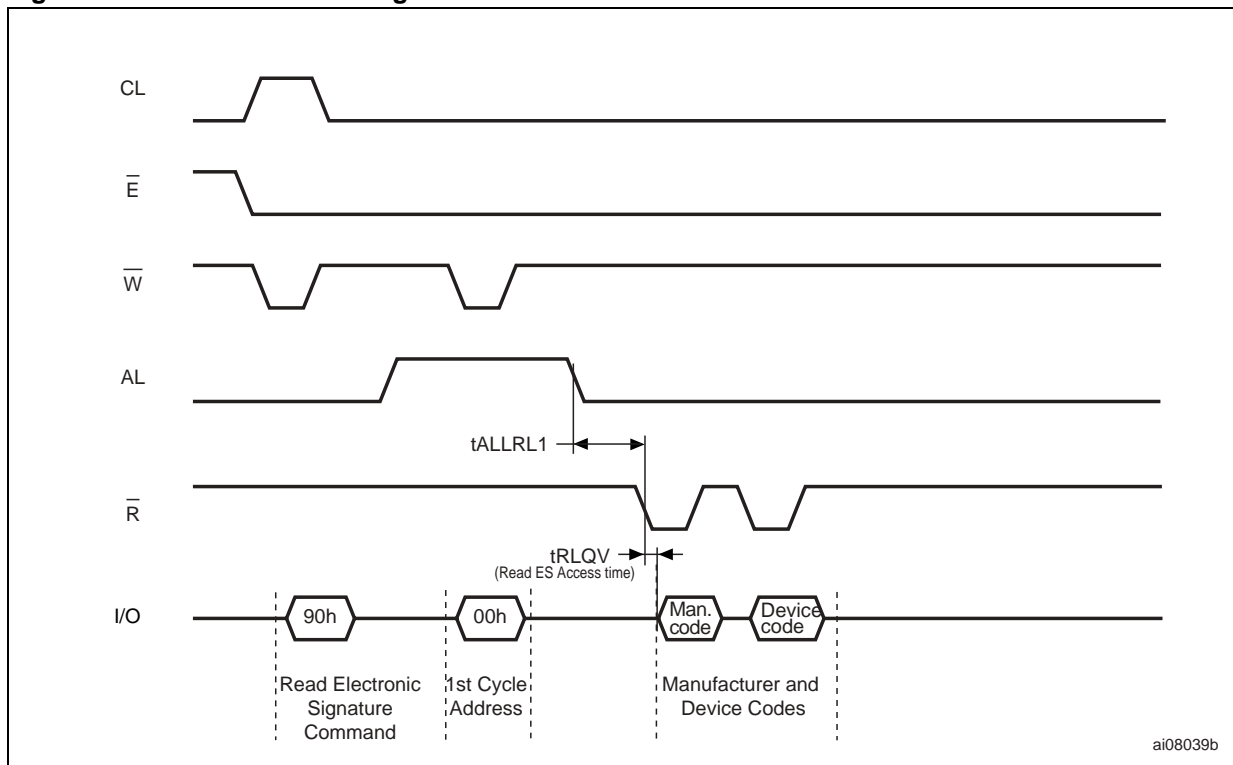 CL
E
W
AL
tALLRL1
R
tRLQV
(Read ES Access time)
I/O
90h
00h
Man.
code
Device
code
Read Electronic
Signature
Command
1st Cycle
Address
Manufacturer and
Device Codes
ai08039b